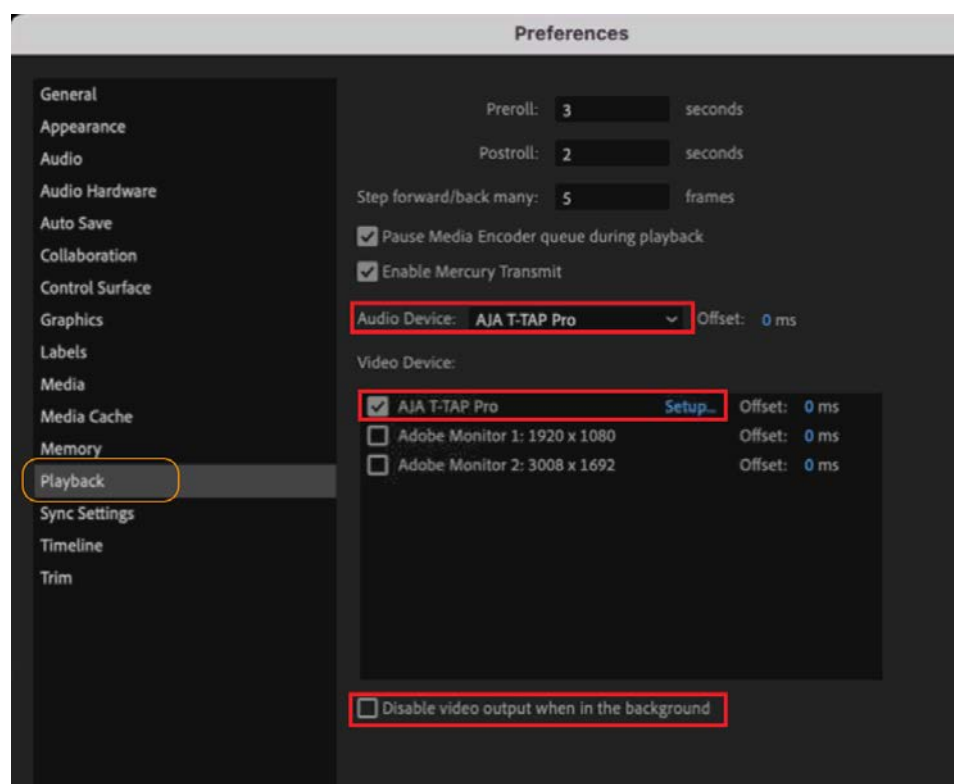 Preferences
General
Appearance
Audio
Audio Hardware
Auto Save
Collaboration
Control Surface
Graphics
Labels
Media
Media Cache
Memory
Playback
Sync Settings
Timeline
Trim
Preroll: 3 seconds
Postroll: 2 seconds
Step forward/back many: 5 frames
Pause Media Encoder queue during playback
Enable Mercury Transmit
Audio Device: AJA T-TAP Pro Offset: 0 ms
Video Device:
AJA T-TAP Pro Setup... Offset: 0 ms
Adobe Monitor 1: 1920 x 1080 Offset: 0 ms
Adobe Monitor 2: 3008 x 1692 Offset: 0 ms
Disable video output when in the background